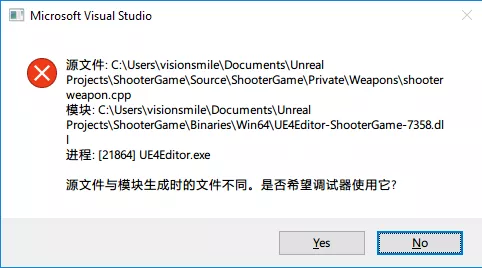 Microsoft Visual Studio
源文件: C:\Users\visionsmile\Documents\Unreal
Projects\ShooterGame\Source\ShooterGame\Private\Weapons\shooter
weapon.cpp
模块: C:\Users\visionsmile\Documents\Unreal
Projects\ShooterGame\Binaries\Win64\UE4Editor-ShooterGame-7358.dl
l
进程: [21864] UE4Editor.exe
源文件与模块生成时的文件不同。是否希望调试器使用它?
Yes
No